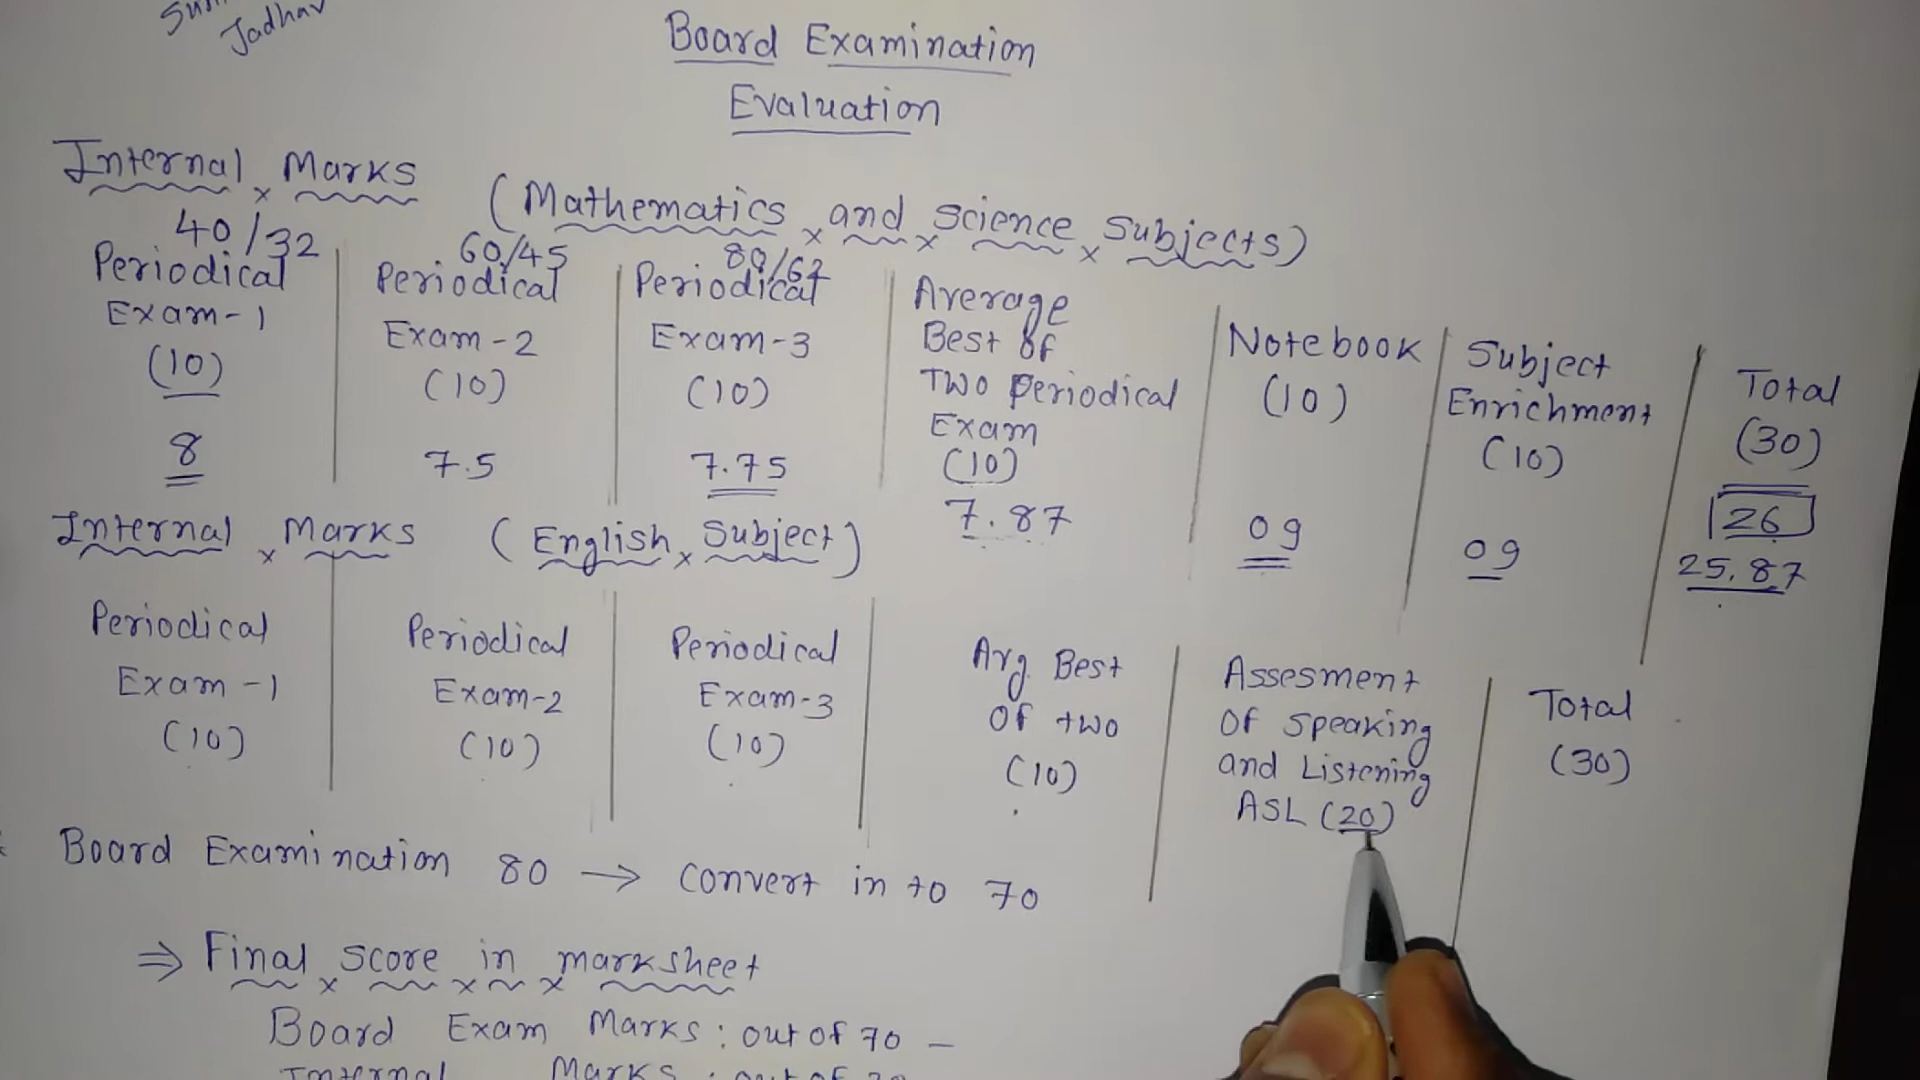 Jadhav
Board Examination
Evaluation
Internal Marks
(Mathematics and science subjects)
40/32
60/45
80/62
Periodical
Exam-1
(10)
8
Periodical
Exam-2
(10)
7.5
Periodical
Exam-3
(10)
7.75
Average
Best of
Two Periodical
Exam
(10)
7.87
Notebook
(10)
09
Subject
Enrichment
(10)
09
Total
(30)
26
25.87
Internal Marks (English Subject)
Periodical
Exam-1
(10)
Periodical
Exam-2
(10)
Periodical
Exam-3
(10)
Avg. Best
Of two
(10)
Assesment
Of speaking
and Listening
ASL (20)
Total
(30)
Board Examination 80 → convert in to 70
⇒ Final score in marksheet
Board Exam Marks: out of 70 -
Internal Marks: out of